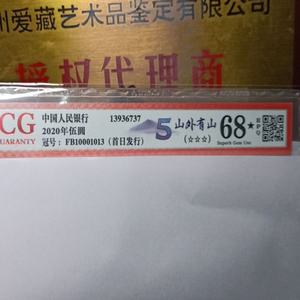 州爱藏艺术品鉴定有限公司
授权代理商
CG
GUARANTY
中国人民银行 13936737
2020年伍圆
冠号：FB10001013（首日发行）
5 山外有山
(☆☆☆)
68★
EPQ
Superb Gem Unc